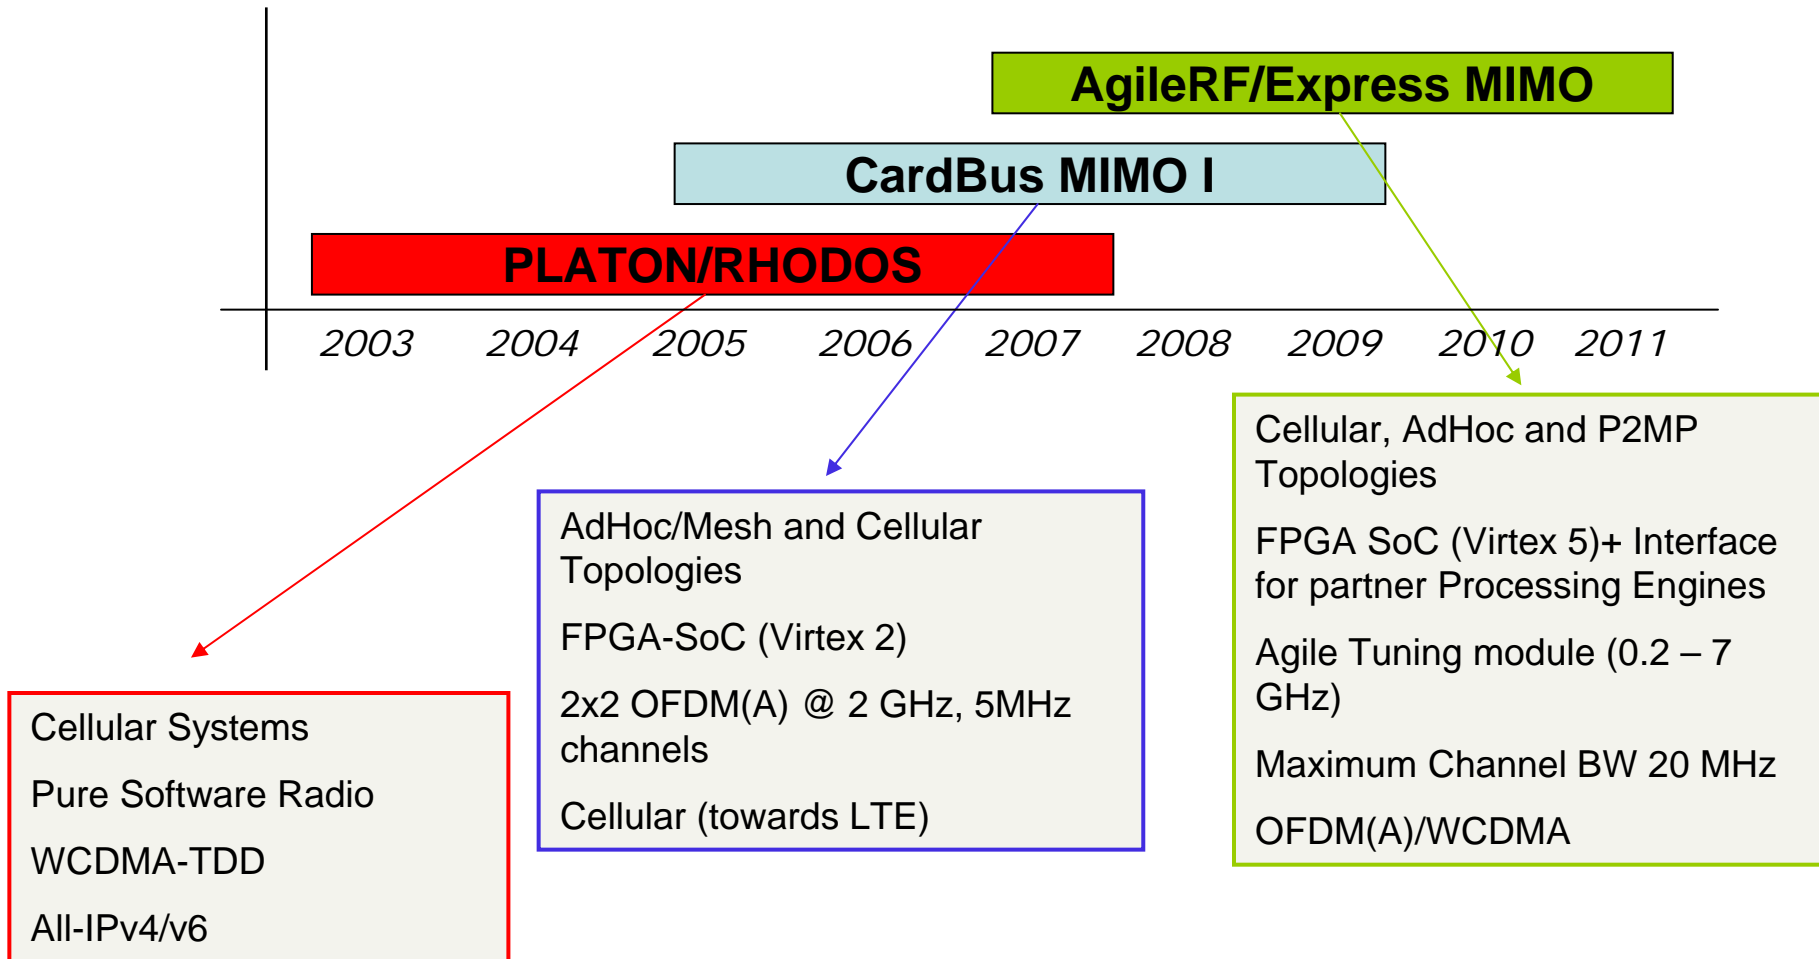 AgileRF/Express MIMO
CardBus MIMO I
PLATON/RHODOS
2003 2004 2005 2006 2007 2008 2009 2010 2011
Cellular Systems
Pure Software Radio
WCDMA-TDD
All-IPv4/v6
AdHoc/Mesh and Cellular
Topologies
FPGA-SoC (Virtex 2)
2x2 OFDM(A) @ 2 GHz, 5MHz
channels
Cellular (towards LTE)
Cellular, AdHoc and P2MP
Topologies
FPGA SoC (Virtex 5)+ Interface
for partner Processing Engines
Agile Tuning module (0.2 – 7
GHz)
Maximum Channel BW 20 MHz
OFDM(A)/WCDMA